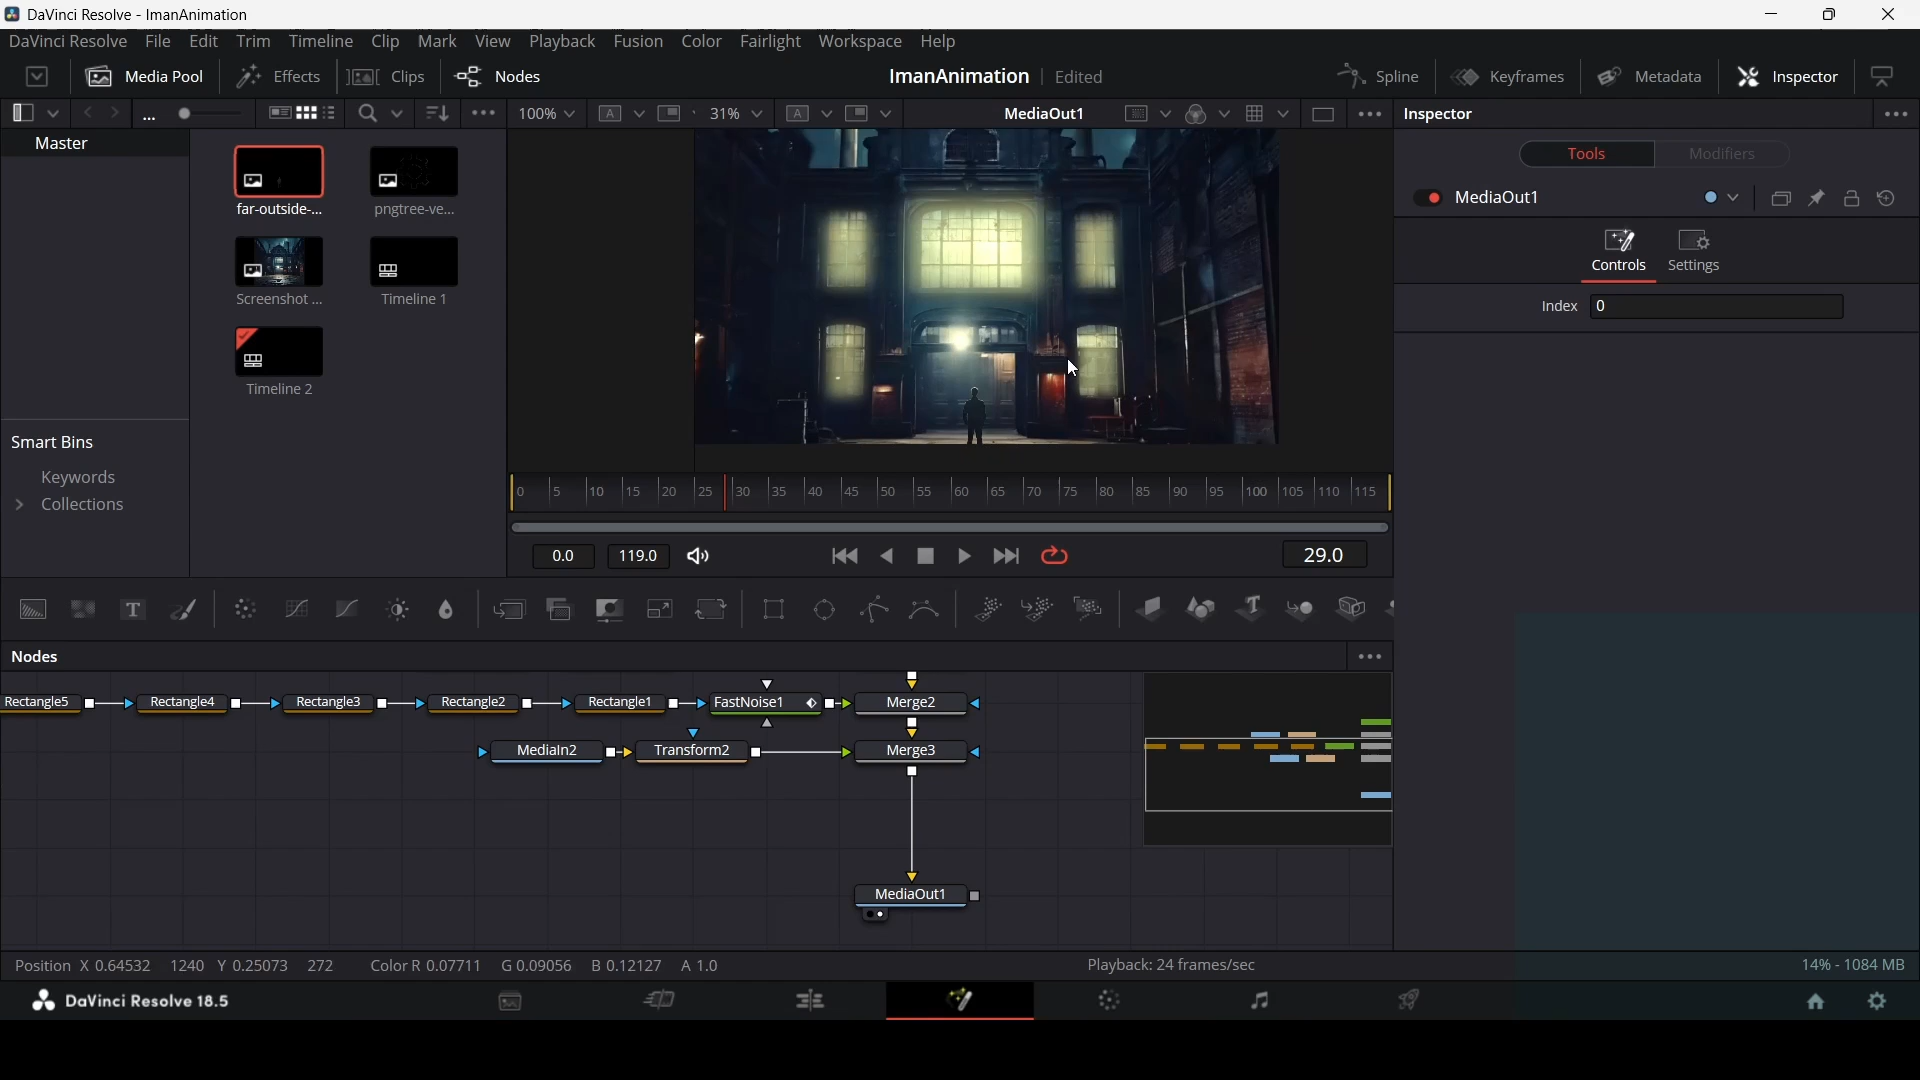 DaVinci Resolve - ImanAnimation
DaVinci Resolve File Edit Trim Timeline Clip Mark View Playback Fusion Color Fairlight Workspace Help
Media Pool Effects Clips Nodes ImanAnimation Edited Spline Keyframes Metadata Inspector
... 100% A 31% A MediaOut1 Inspector
Master
far-outside-... pngtree-ve...
Screenshot ... Timeline 1
Timeline 2
Smart Bins
Keywords
Collections
Tools Modifiers
MediaOut1
Controls Settings
Index 0
0 5 10 15 20 25 30 35 40 45 50 55 60 65 70 75 80 85 90 95 100 105 110 115
0.0 119.0 29.0
T T
Nodes
Rectangle5 Rectangle4 Rectangle3 Rectangle2 Rectangle1 FastNoise1 Merge2
MediaIn2 Transform2 Merge3
MediaOut1
Position X 0.64532 1240 Y 0.25073 272 Color R 0.07711 G 0.09056 B 0.12127 A 1.0 Playback: 24 frames/sec 14% - 1084 MB
DaVinci Resolve 18.5